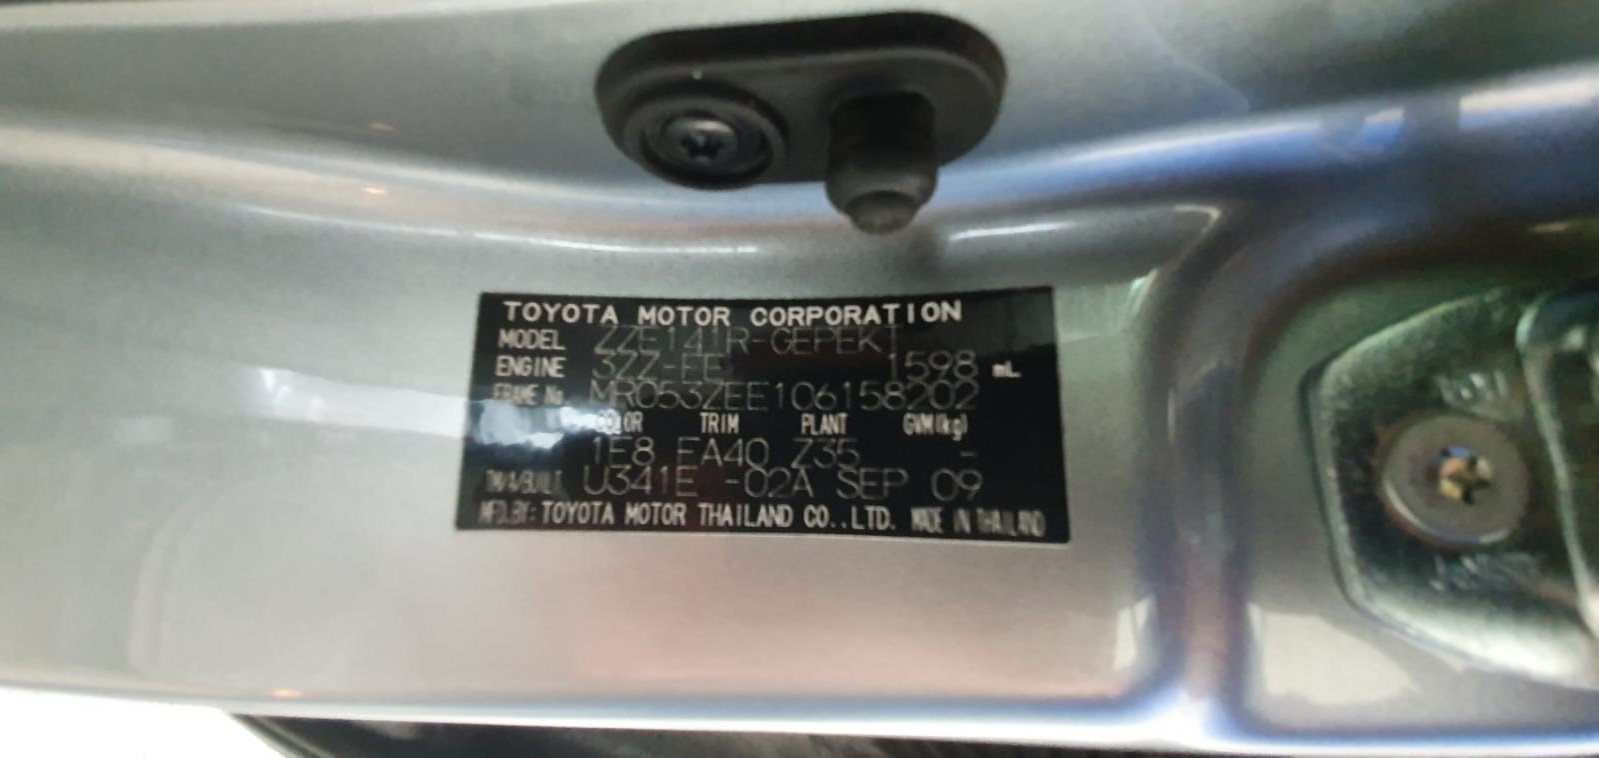 TOYOTA MOTOR CORPORATION
MODEL ZZE141R-GEPEKT
ENGINE 3ZZ-FE 1598 mL
FRAME No. MR053ZEE106158202
COLOR TRIM PLANT GVM(kg)
1E8 FA40 Z35 -
TM/A/BUILT U341E -02A SEP 09
MFD.BY: TOYOTA MOTOR THAILAND CO.,LTD. MADE IN THAILAND